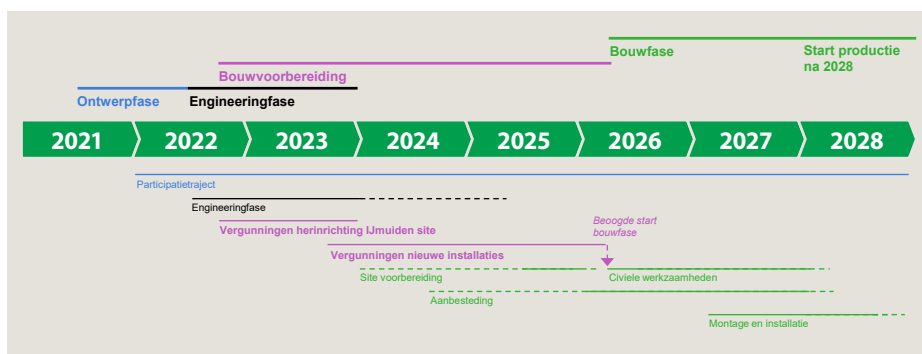 Bouwfase
Start productie
na 2028
Bouwvoorbereiding
Ontwerpfase
Engineeringfase
2021 2022 2023 2024 2025 2026 2027 2028
Participatietraject
Engineeringfase
Vergunningen herinrichting IJmuiden site
Beoogde start
bouwfase
Vergunningen nieuwe installaties
Site voorbereiding
Civiele werkzaamheden
Aanbesteding
Montage en installatie